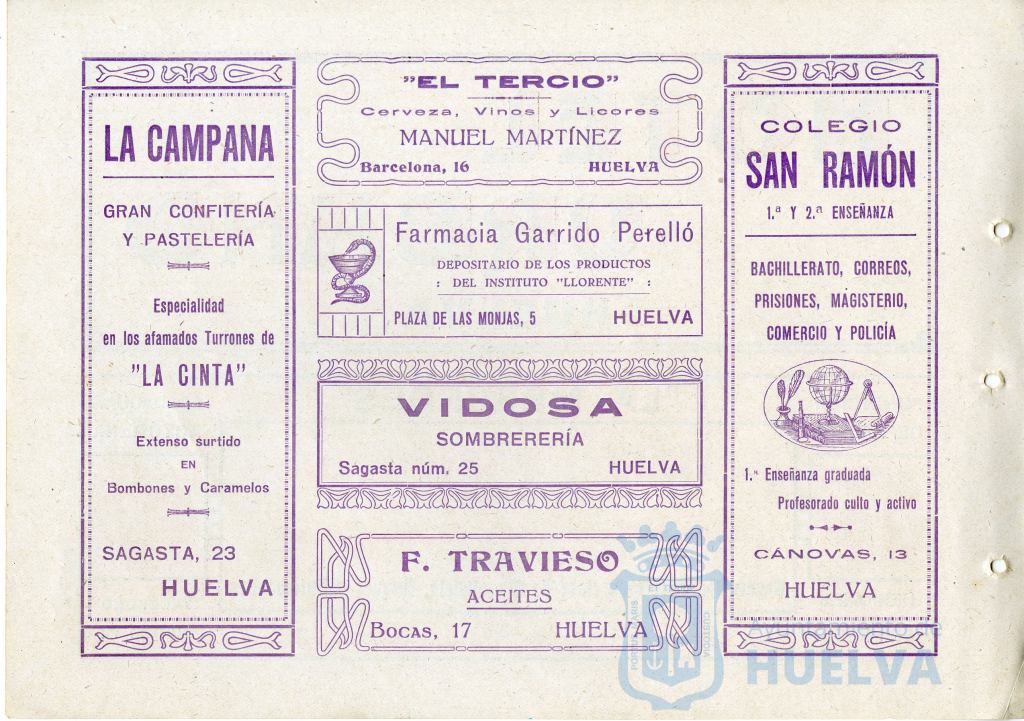 LA CAMPANA
GRAN CONFITERÍA
Y PASTELERÍA
Especialidad
en los afamados Turrones de
"LA CINTA"
Extenso surtido
EN
Bombones y Caramelos
SAGASTA, 23
HUELVA
"EL TERCIO"
Cerveza, Vinos y Licores
MANUEL MARTÍNEZ
Barcelona, 16 HUELVA
Farmacia Garrido Perelló
DEPOSITARIO DE LOS PRODUCTOS
: DEL INSTITUTO "LLORENTE" :
PLAZA DE LAS MONJAS, 5 HUELVA
VIDOSA
SOMBRERERÍA
Sagasta núm. 25 HUELVA
F. TRAVIESO
ACEITES
Bocas, 17 HUELVA
COLEGIO
SAN RAMÓN
1.ª Y 2.ª ENSEÑANZA
BACHILLERATO, CORREOS,
PRISIONES, MAGISTERIO,
COMERCIO Y POLICÍA
1.ª Enseñanza graduada
Profesorado culto y activo
CÁNOVAS, 13
HUELVA
Ayuntamiento de
HUELVA